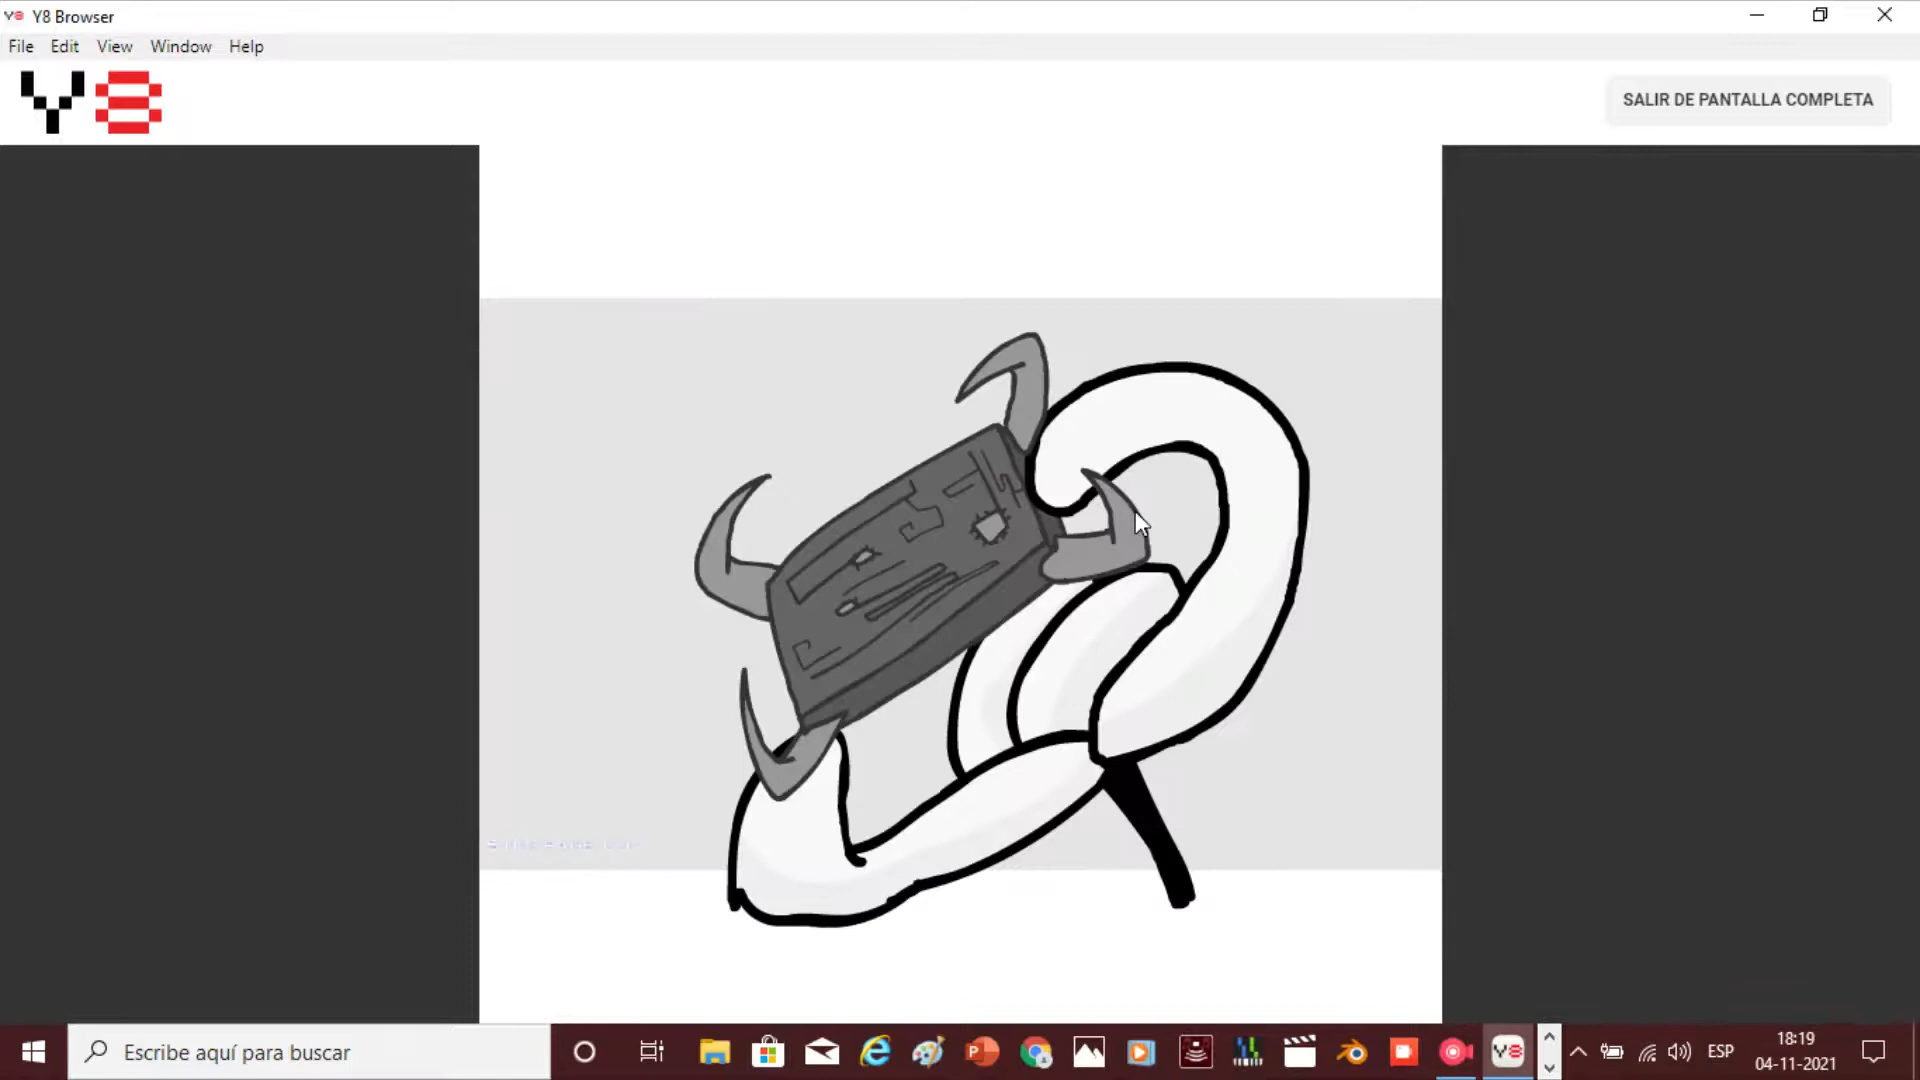 Y8 Browser
File Edit View Window Help
Y8
SALIR DE PANTALLA COMPLETA
Escribe aquí para buscar
ESP
18:19
04-11-2021